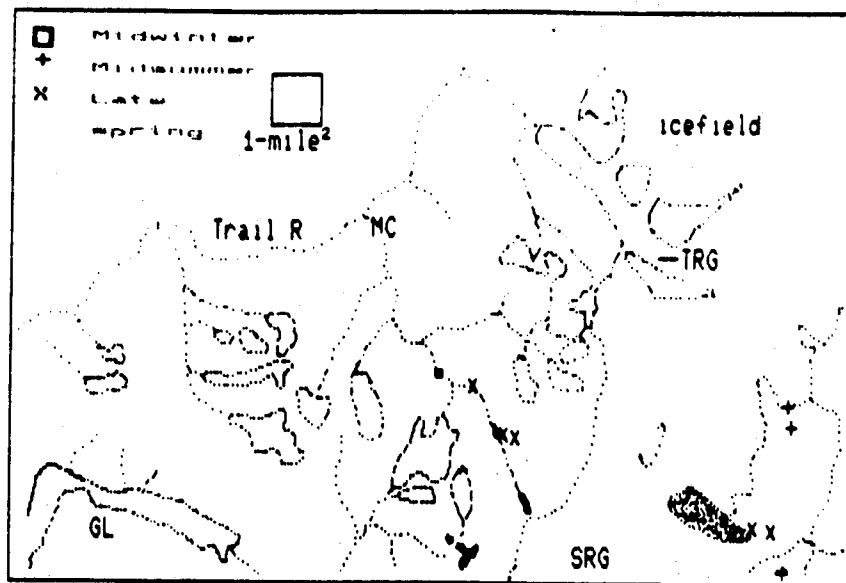 Midwinter
+ Midsummer
x Late
spring
1-mile²
icefield
Trail R
MC
TRG
GL
SRG